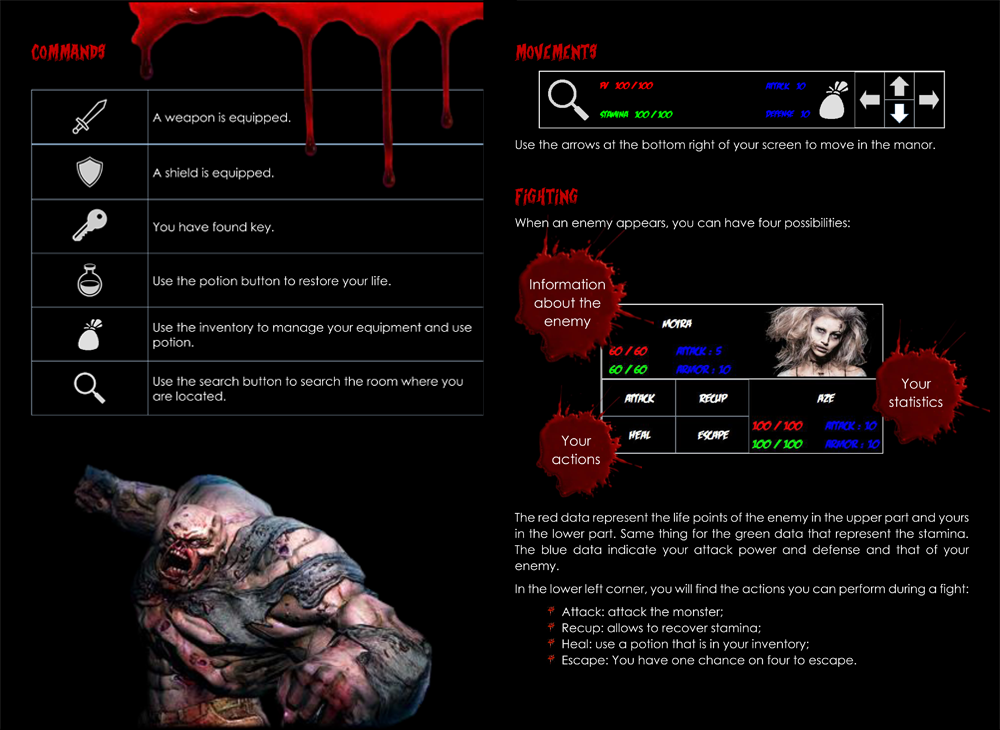 COMMANDS
A weapon is equipped.
A shield is equipped.
You have found key.
Use the potion button to restore your life.
Use the inventory to manage your equipment and use
potion.
Use the search button to search the room where you
are located.
MOVEMENTS
PV 100/100
ATTACK 10
STAMINA 100/100
DEFENSE 10
Use the arrows at the bottom right of your screen to move in the manor.
FIGHTING
When an enemy appears, you can have four possibilities:
Information
about the
enemy
MOIRA
60 / 60
ATTACK : 5
60 / 60
ARMOR : 10
Your
statistics
ATTACK
RECUP
AZE
HEAL
ESCAPE
100 / 100
ATTACK : 10
100 / 100
ARMOR : 10
Your
actions
The red data represent the life points of the enemy in the upper part and yours
in the lower part. Same thing for the green data that represent the stamina.
The blue data indicate your attack power and defense and that of your
enemy.
In the lower left corner, you will find the actions you can perform during a fight:
Attack: attack the monster;
Recup: allows to recover stamina;
Heal: use a potion that is in your inventory;
Escape: You have one chance on four to escape.